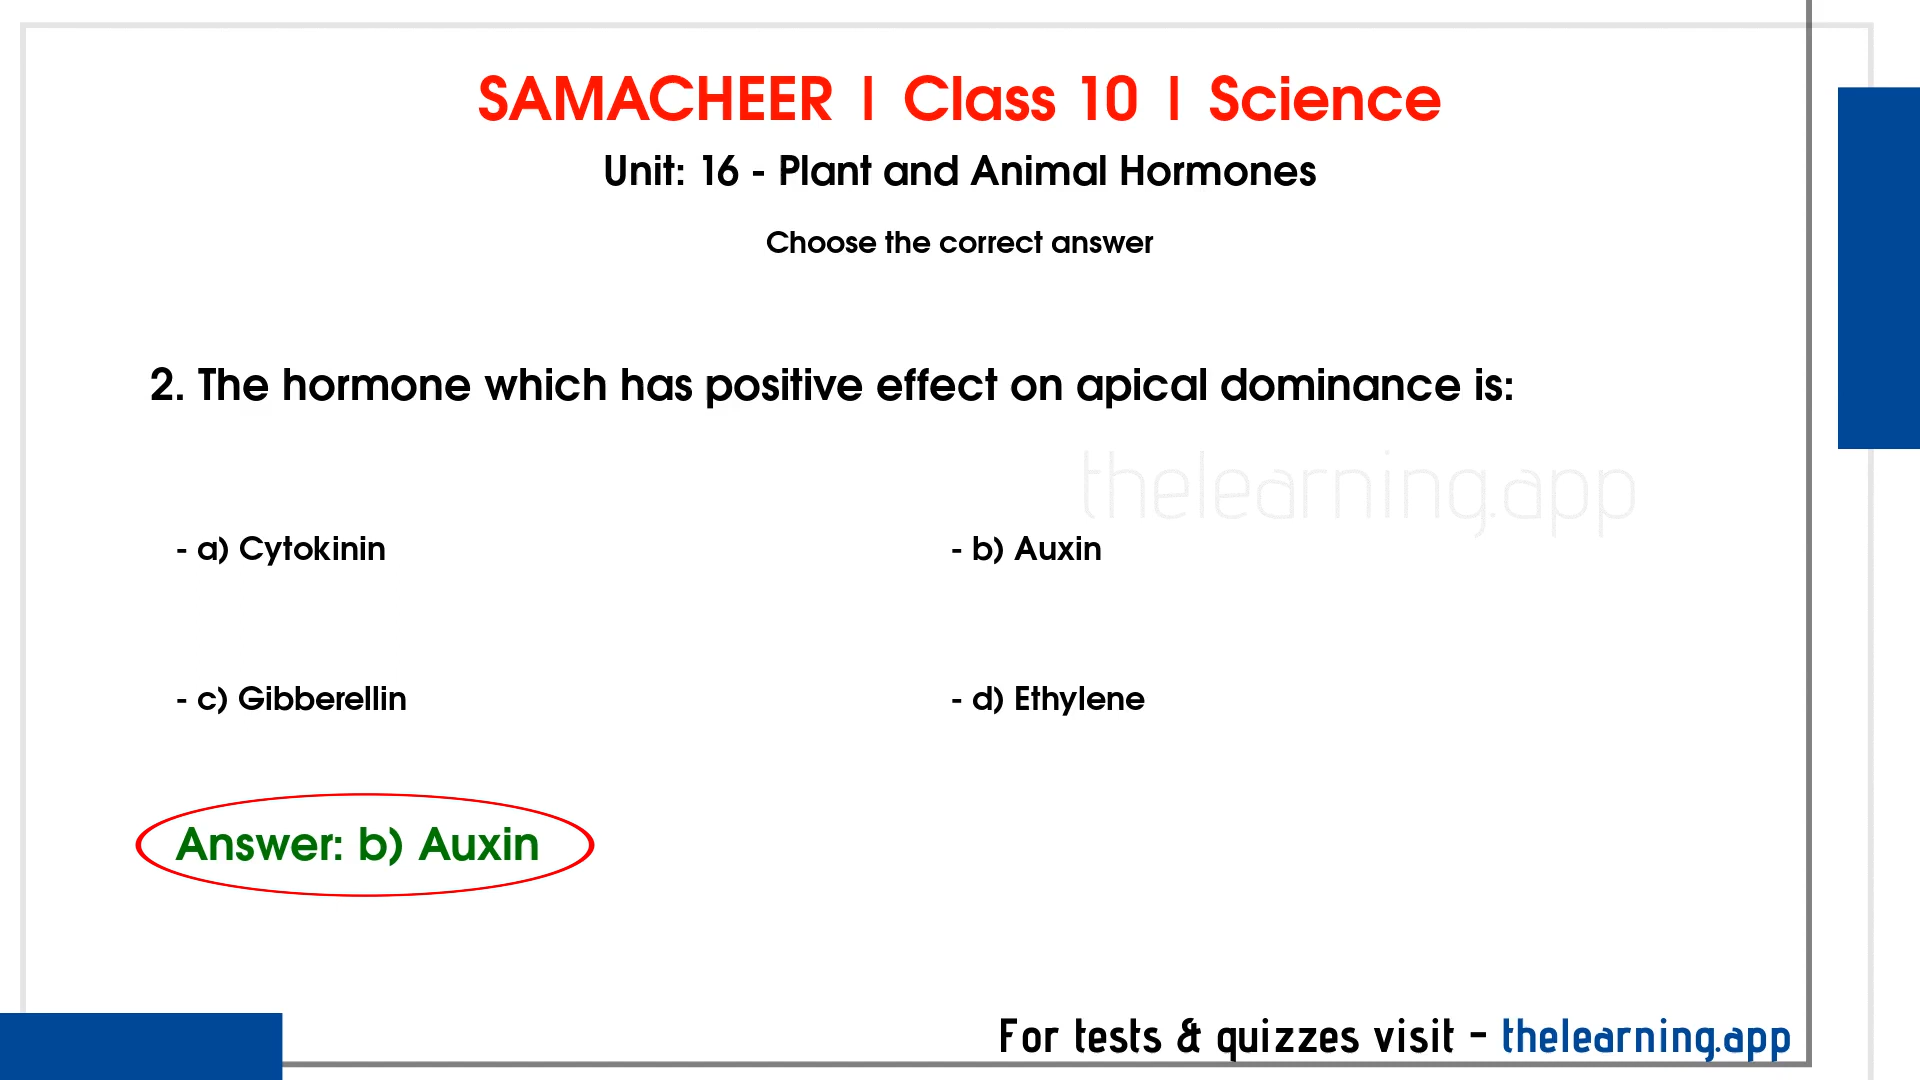 SAMACHEER | Class 10 | Science
Unit: 16 - Plant and Animal Hormones
Choose the correct answer
2. The hormone which has positive effect on apical dominance is:
thelearning.app
- a) Cytokinin - b) Auxin
- c) Gibberellin - d) Ethylene
Answer: b) Auxin
For tests & quizzes visit - thelearning.app